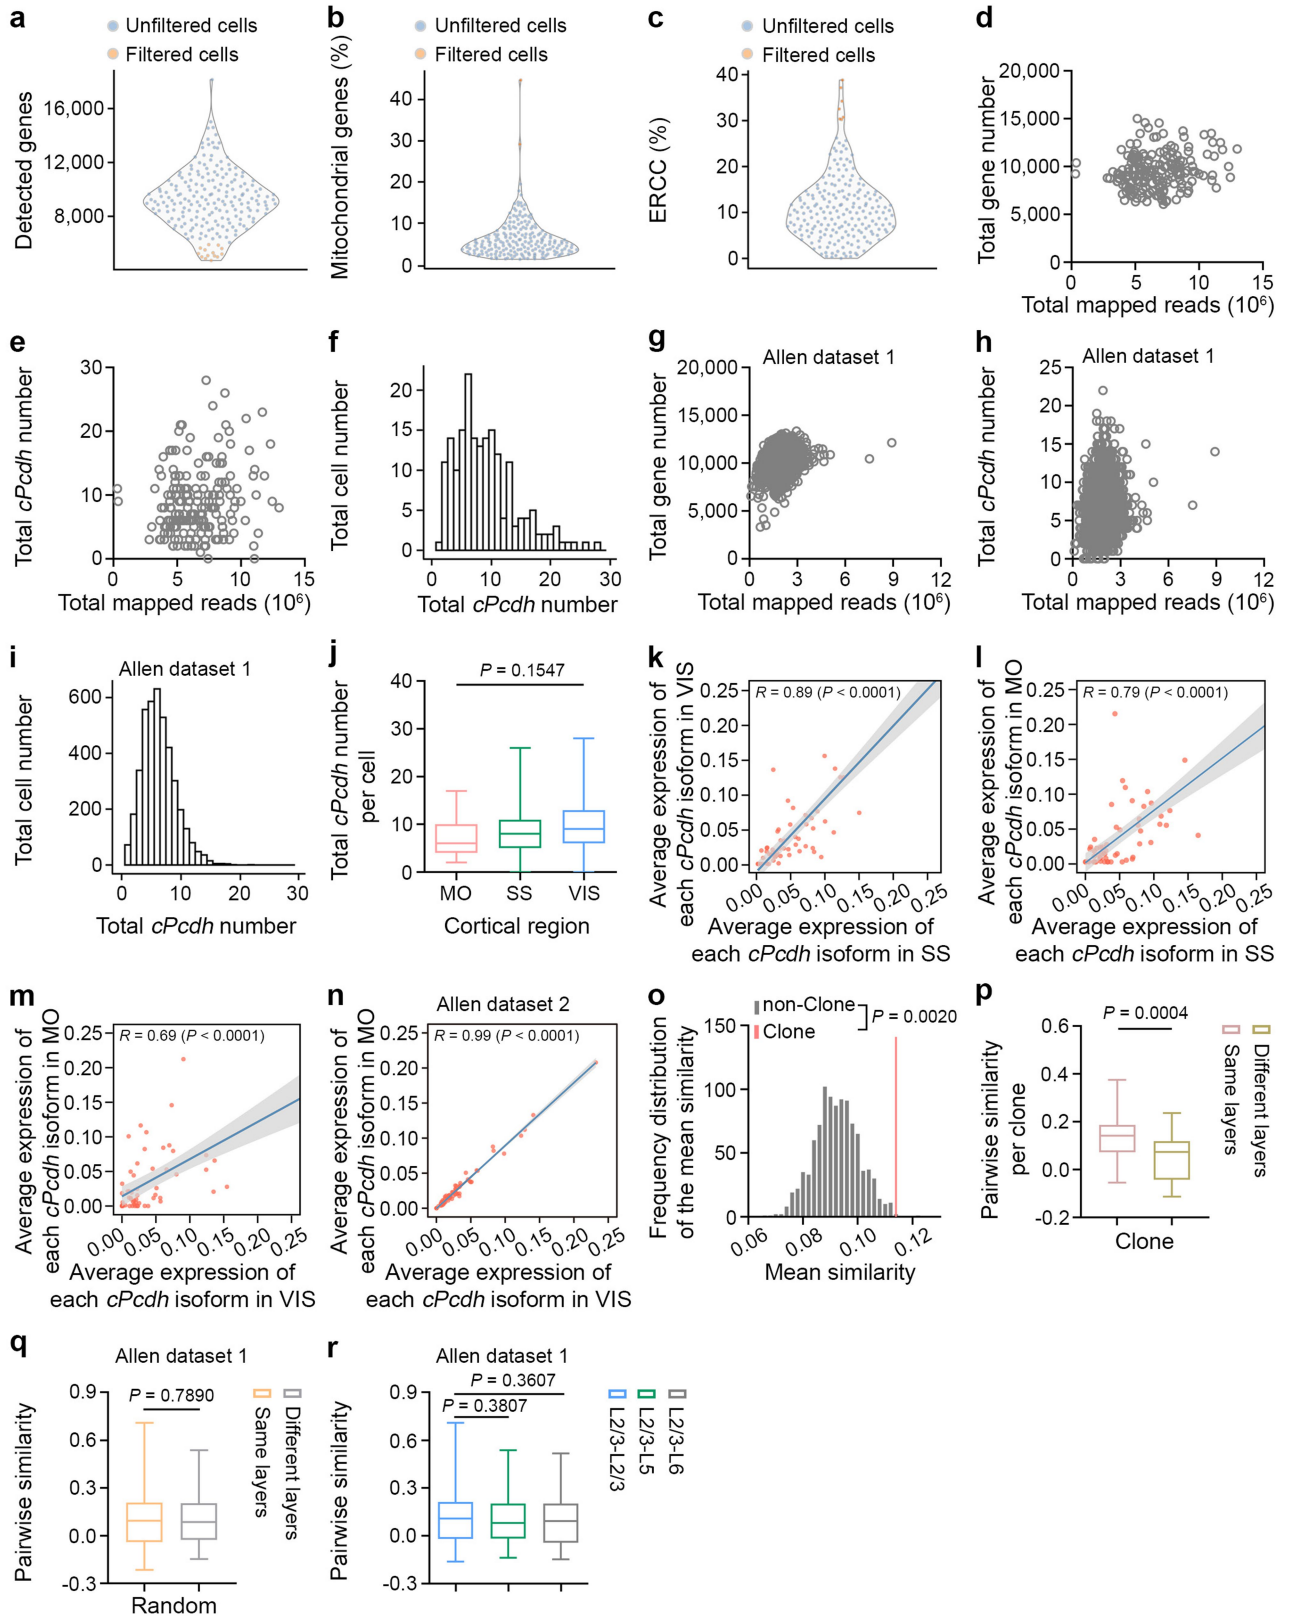 a
Unfiltered cells
Filtered cells
Detected genes
16,000
12,000
8,000
b
Unfiltered cells
Filtered cells
Mitochondrial genes (%)
40
30
20
10
0
c
Unfiltered cells
Filtered cells
ERCC (%)
40
30
20
10
0
d
Total gene number
20,000
15,000
10,000
5,000
0
0 5 10 15
Total mapped reads (10⁶)
e
Total cPcdh number
30
20
10
0
0 5 10 15
Total mapped reads (10⁶)
f
Total cell number
20
15
10
5
0
0 10 20 30
Total cPcdh number
g
Allen dataset 1
Total gene number
20,000
15,000
10,000
5,000
0
0 3 6 9 12
Total mapped reads (10⁶)
h
Allen dataset 1
Total cPcdh number
25
20
15
10
5
0
0 3 6 9 12
Total mapped reads (10⁶)
i
Allen dataset 1
Total cell number
600
400
200
0
0 10 20 30
Total cPcdh number
j
P = 0.1547
Total cPcdh number
per cell
40
30
20
10
0
MO SS VIS
Cortical region
k
R = 0.89 (P < 0.0001)
Average expression of
each cPcdh isoform in VIS
0.25
0.20
0.15
0.10
0.05
0.00
0.00 0.05 0.10 0.15 0.20 0.25
Average expression of
each cPcdh isoform in SS
l
R = 0.79 (P < 0.0001)
Average expression of
each cPcdh isoform in MO
0.25
0.20
0.15
0.10
0.05
0.00
0.00 0.05 0.10 0.15 0.20 0.25
Average expression of
each cPcdh isoform in SS
m
R = 0.69 (P < 0.0001)
Average expression of
each cPcdh isoform in MO
0.25
0.20
0.15
0.10
0.05
0.00
0.00 0.05 0.10 0.15 0.20 0.25
Average expression of
each cPcdh isoform in VIS
n
Allen dataset 2
R = 0.99 (P < 0.0001)
Average expression of
each cPcdh isoform in MO
0.25
0.20
0.15
0.10
0.05
0.00
0.00 0.05 0.10 0.15 0.20 0.25
Average expression of
each cPcdh isoform in VIS
o
non-Clone
Clone
P = 0.0020
Frequency distribution
of the mean similarity
150
100
50
0
0.06 0.08 0.10 0.12
Mean similarity
p
P = 0.0004
Pairwise similarity
per clone
0.6
0.4
0.2
0.0
-0.2
Clone
Same layers
Different layers
q
Allen dataset 1
P = 0.7890
Pairwise similarity
0.9
0.6
0.3
0.0
-0.3
Random
Same layers
Different layers
r
Allen dataset 1
P = 0.3607
P = 0.3807
Pairwise similarity
0.9
0.6
0.3
0.0
-0.3
L2/3-L2/3
L2/3-L5
L2/3-L6